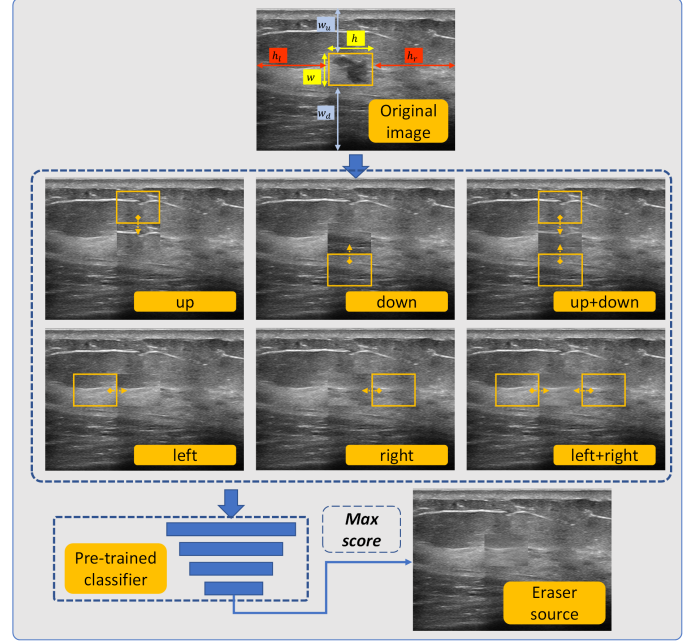 w_u
h
h_l
h_r
w
w_d
Original
image
up
down
up+down
left
right
left+right
Max
score
Pre-trained
classifier
Eraser
source